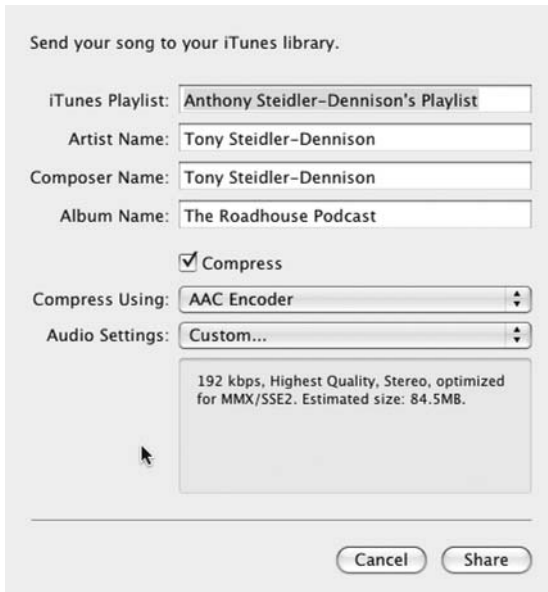 Send your song to your iTunes library.
iTunes Playlist: Anthony Steidler-Dennison's Playlist
Artist Name: Tony Steidler-Dennison
Composer Name: Tony Steidler-Dennison
Album Name: The Roadhouse Podcast
Compress
Compress Using: AAC Encoder
Audio Settings: Custom...
192 kbps, Highest Quality, Stereo, optimized
for MMX/SSE2. Estimated size: 84.5MB.
Cancel Share